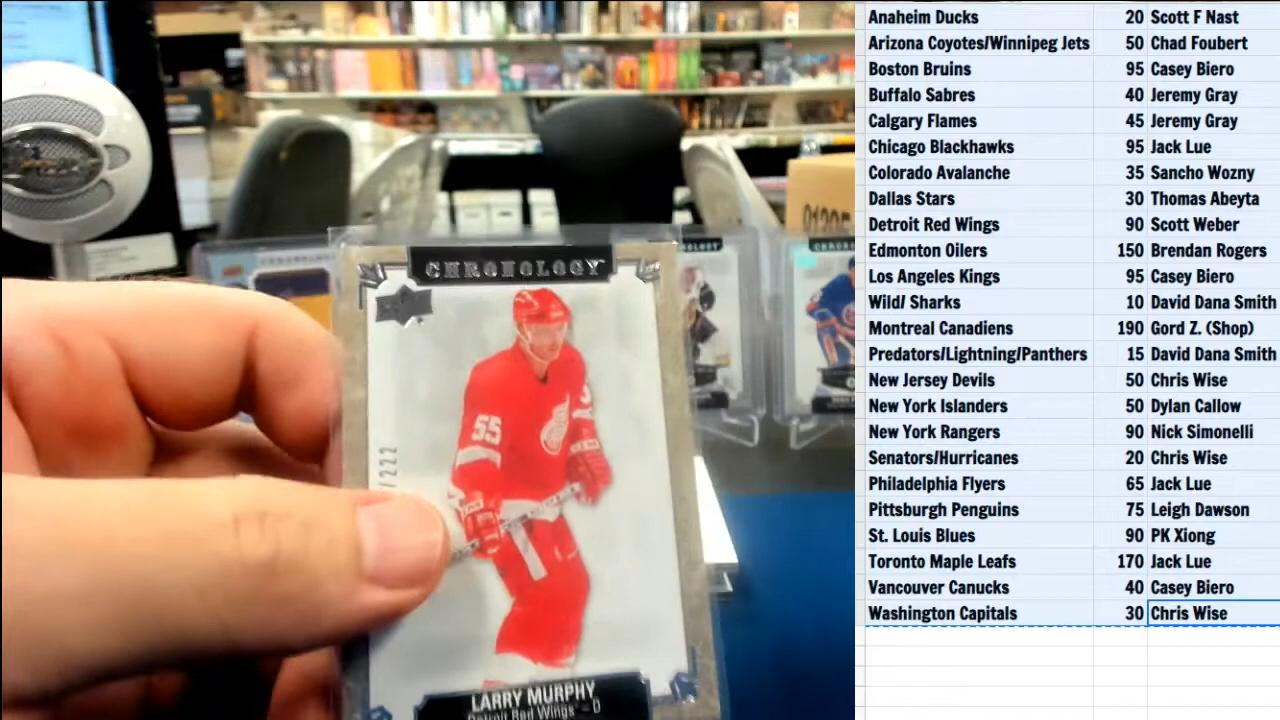 CHRONOLOGY
55
/222
LARRY MURPHY
Detroit Red Wings - D
Anaheim Ducks 20 Scott F Nast
Arizona Coyotes/Winnipeg Jets 50 Chad Foubert
Boston Bruins 95 Casey Biero
Buffalo Sabres 40 Jeremy Gray
Calgary Flames 45 Jeremy Gray
Chicago Blackhawks 95 Jack Lue
Colorado Avalanche 35 Sancho Wozny
Dallas Stars 30 Thomas Abeyta
Detroit Red Wings 90 Scott Weber
Edmonton Oilers 150 Brendan Rogers
Los Angeles Kings 95 Casey Biero
Wild/ Sharks 10 David Dana Smith
Montreal Canadiens 190 Gord Z. (Shop)
Predators/Lightning/Panthers 15 David Dana Smith
New Jersey Devils 50 Chris Wise
New York Islanders 50 Dylan Callow
New York Rangers 90 Nick Simonelli
Senators/Hurricanes 20 Chris Wise
Philadelphia Flyers 65 Jack Lue
Pittsburgh Penguins 75 Leigh Dawson
St. Louis Blues 90 PK Xiong
Toronto Maple Leafs 170 Jack Lue
Vancouver Canucks 40 Casey Biero
Washington Capitals 30 Chris Wise